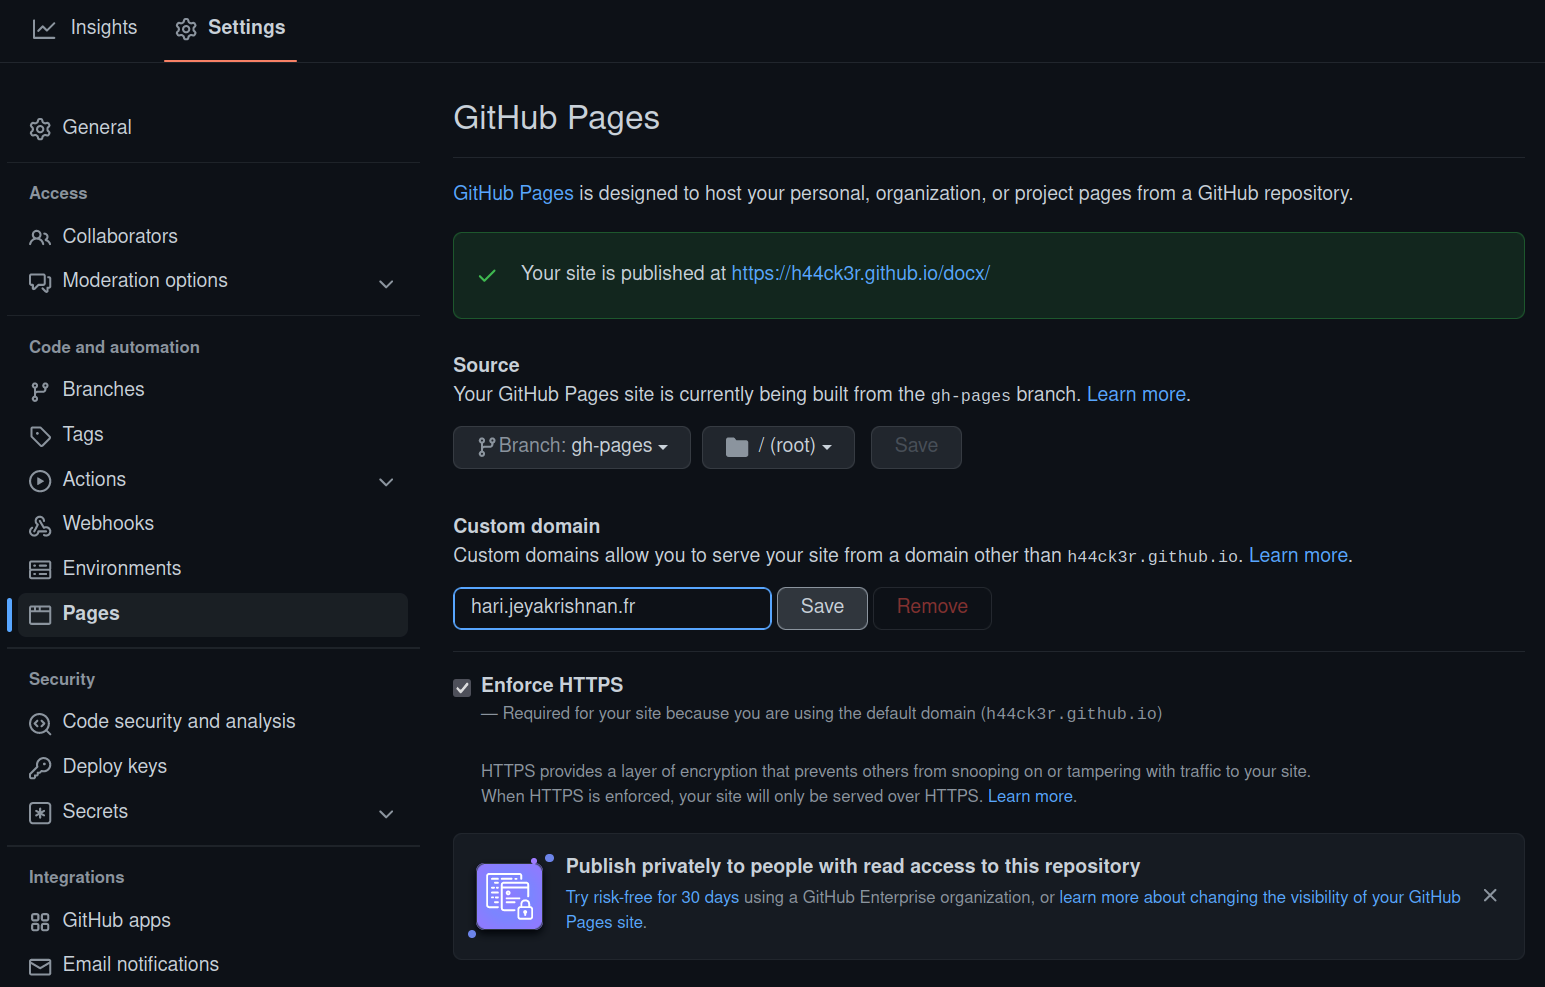 Insights
Settings
General
Access
Collaborators
Moderation options
Code and automation
Branches
Tags
Actions
Webhooks
Environments
Pages
Security
Code security and analysis
Deploy keys
Secrets
Integrations
GitHub apps
Email notifications
GitHub Pages
GitHub Pages is designed to host your personal, organization, or project pages from a GitHub repository.
Your site is published at https://h44ck3r.github.io/docx/
Source
Your GitHub Pages site is currently being built from the gh-pages branch. Learn more.
Branch: gh-pages
/ (root)
Save
Custom domain
Custom domains allow you to serve your site from a domain other than h44ck3r.github.io. Learn more.
hari.jeyakrishnan.fr
Save
Remove
Enforce HTTPS
— Required for your site because you are using the default domain (h44ck3r.github.io)
HTTPS provides a layer of encryption that prevents others from snooping on or tampering with traffic to your site.
When HTTPS is enforced, your site will only be served over HTTPS. Learn more.
Publish privately to people with read access to this repository
Try risk-free for 30 days using a GitHub Enterprise organization, or learn more about changing the visibility of your GitHub
Pages site.